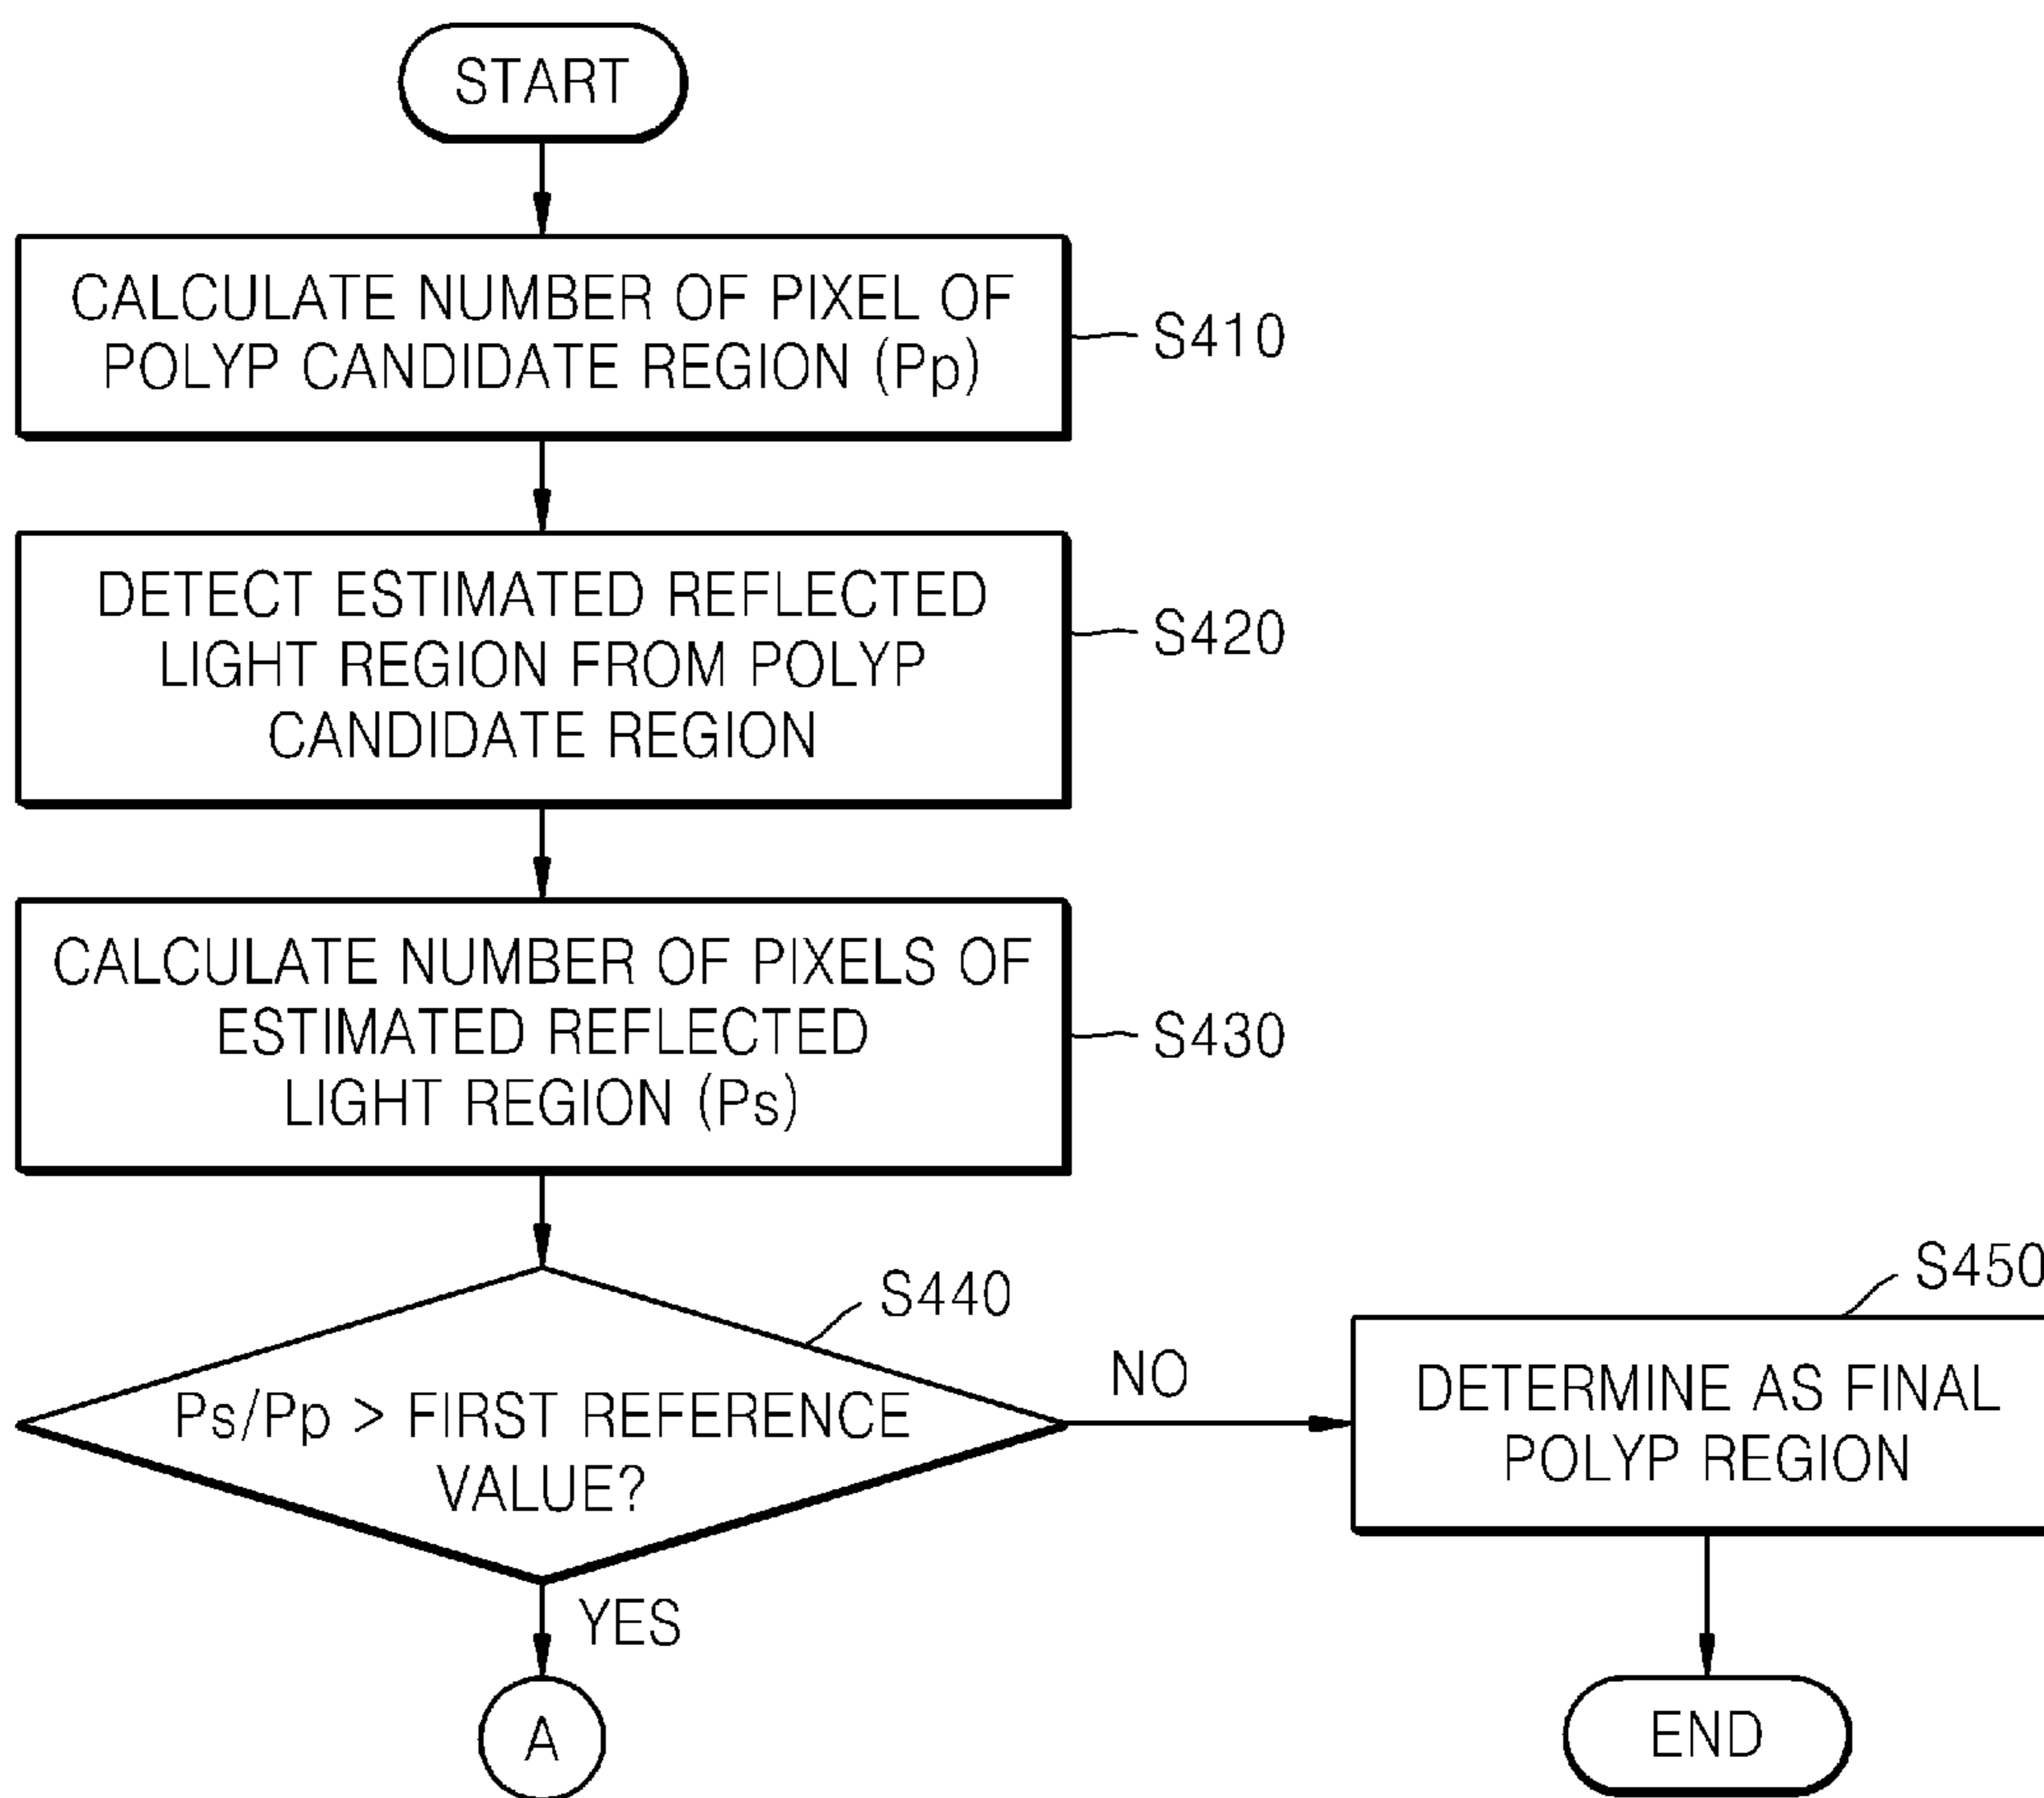 START
CALCULATE NUMBER OF PIXEL OF
POLYP CANDIDATE REGION (Pp)
S410
DETECT ESTIMATED REFLECTED
LIGHT REGION FROM POLYP
CANDIDATE REGION
S420
CALCULATE NUMBER OF PIXELS OF
ESTIMATED REFLECTED
LIGHT REGION (Ps)
S430
S440
Ps/Pp > FIRST REFERENCE
VALUE?
NO
S450
DETERMINE AS FINAL
POLYP REGION
YES
A
END